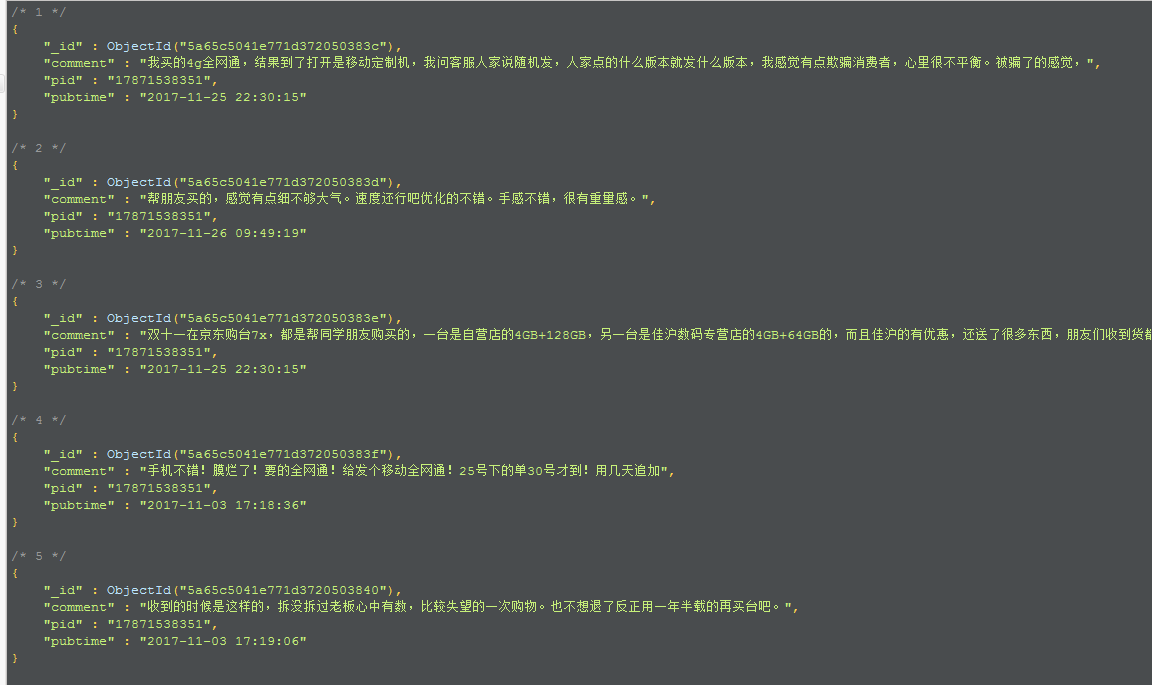 /* 1 */
{
    "_id" : ObjectId("5a65c5041e771d372050383c"),
    "comment" : "我买的4g全网通，结果到了打开是移动定制机，我问客服人家说随机发，人家点的什么版本就发什么版本，我感觉有点欺骗消费者，心里很不平衡。被骗了的感觉，",
    "pid" : "17871538351",
    "pubtime" : "2017-11-25 22:30:15"
}
/* 2 */
{
    "_id" : ObjectId("5a65c5041e771d372050383d"),
    "comment" : "帮朋友买的，感觉有点细不够大气。速度还行吧优化的不错。手感不错，很有重量感。",
    "pid" : "17871538351",
    "pubtime" : "2017-11-26 09:49:19"
}
/* 3 */
{
    "_id" : ObjectId("5a65c5041e771d372050383e"),
    "comment" : "双十一在京东购台7x，都是帮同学朋友购买的，一台是自营店的4GB+128GB，另一台是佳沪数码专营店的4GB+64GB的，而且佳沪的有优惠，还送了很多东西，朋友们收到货都
    "pid" : "17871538351",
    "pubtime" : "2017-11-25 22:30:15"
}
/* 4 */
{
    "_id" : ObjectId("5a65c5041e771d372050383f"),
    "comment" : "手机不错！膜烂了！要的全网通！给发个移动全网通！25号下的单30号才到！用几天追加",
    "pid" : "17871538351",
    "pubtime" : "2017-11-03 17:18:36"
}
/* 5 */
{
    "_id" : ObjectId("5a65c5041e771d3720503840"),
    "comment" : "收到的时候是这样的，拆没拆过老板心中有数，比较失望的一次购物。也不想退了反正用一年半载的再买台吧。",
    "pid" : "17871538351",
    "pubtime" : "2017-11-03 17:19:06"
}